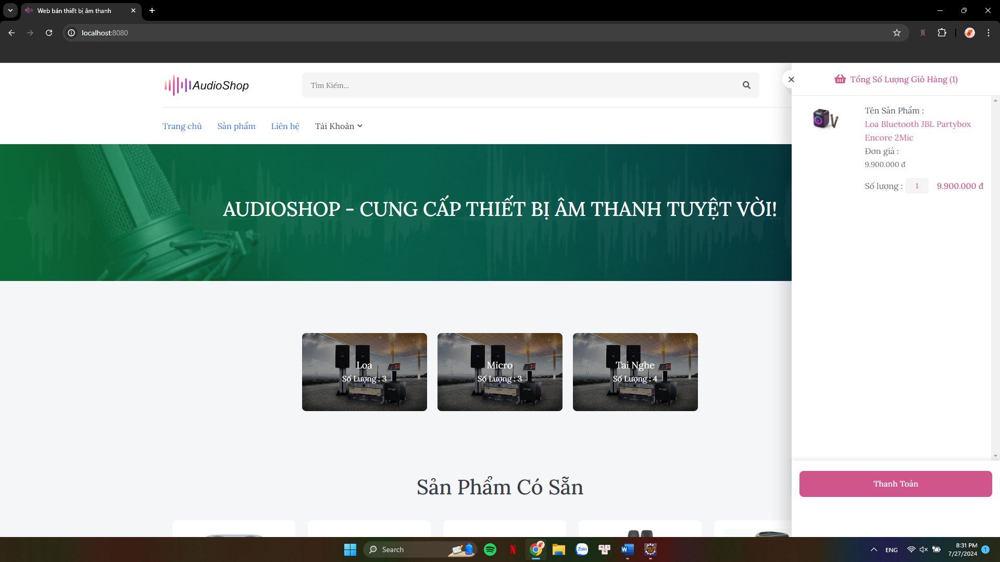 Web bán thiết bị âm thanh
localhost:8080
AudioShop
Tìm Kiếm...
Tổng Số Lượng Giỏ Hàng (1)
Trang chủ
Sản phẩm
Liên hệ
Tài Khoản
Tên Sản Phẩm :
Loa Bluetooth JBL Partybox
Encore 2Mic
Đơn giá :
9.900.000 đ
Số lượng : 1 9.900.000 đ
AUDIOSHOP - CUNG CẤP THIẾT BỊ ÂM THANH TUYỆT VỜI!
Loa
Số Lượng : 3
Micro
Số Lượng : 3
Tai Nghe
Số Lượng : 4
Sản Phẩm Có Sẵn
Thanh Toán
Search
Zalo
ENG
8:31 PM
7/27/2024
1